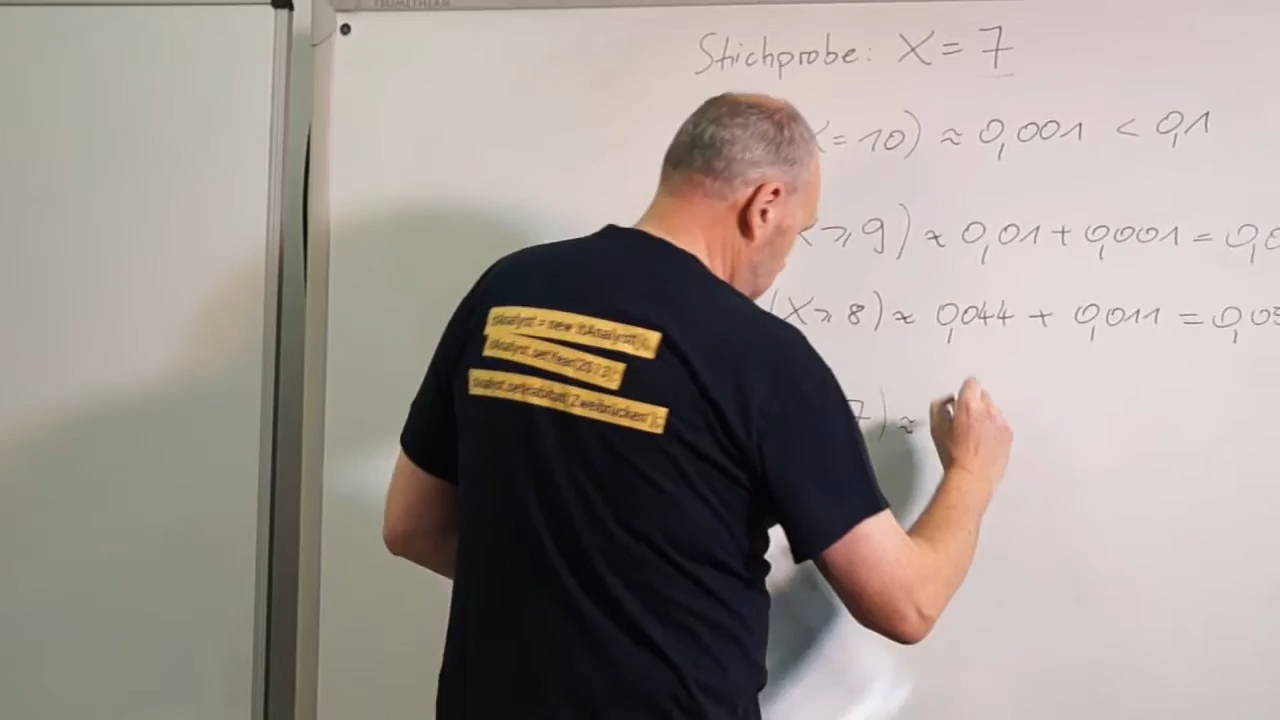 PROMETHEAN
Stichprobe: X = 7
X = 10) ≈ 0,001 < 0,1
X ⩾ 9) ≈ 0,01 + 0,001 = 0,0
(X ⩾ 8) ≈ 0,044 + 0,011 = 0,05
7) ≈